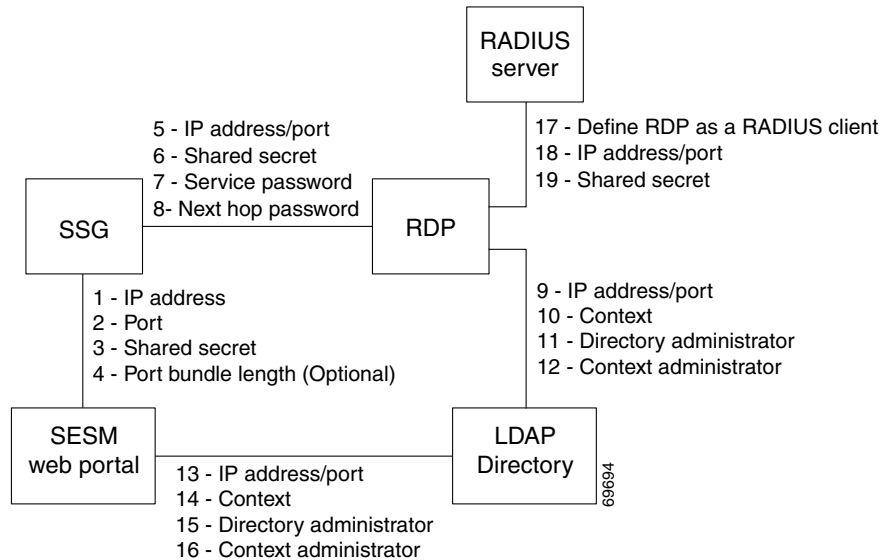 RADIUS
server
5 - IP address/port
6 - Shared secret
7 - Service password
8- Next hop password
17 - Define RDP as a RADIUS client
18 - IP address/port
19 - Shared secret
SSG
RDP
1 - IP address
2 - Port
3 - Shared secret
4 - Port bundle length (Optional)
9 - IP address/port
10 - Context
11 - Directory administrator
12 - Context administrator
SESM
web portal
LDAP
Directory
69694
13 - IP address/port
14 - Context
15 - Directory administrator
16 - Context administrator